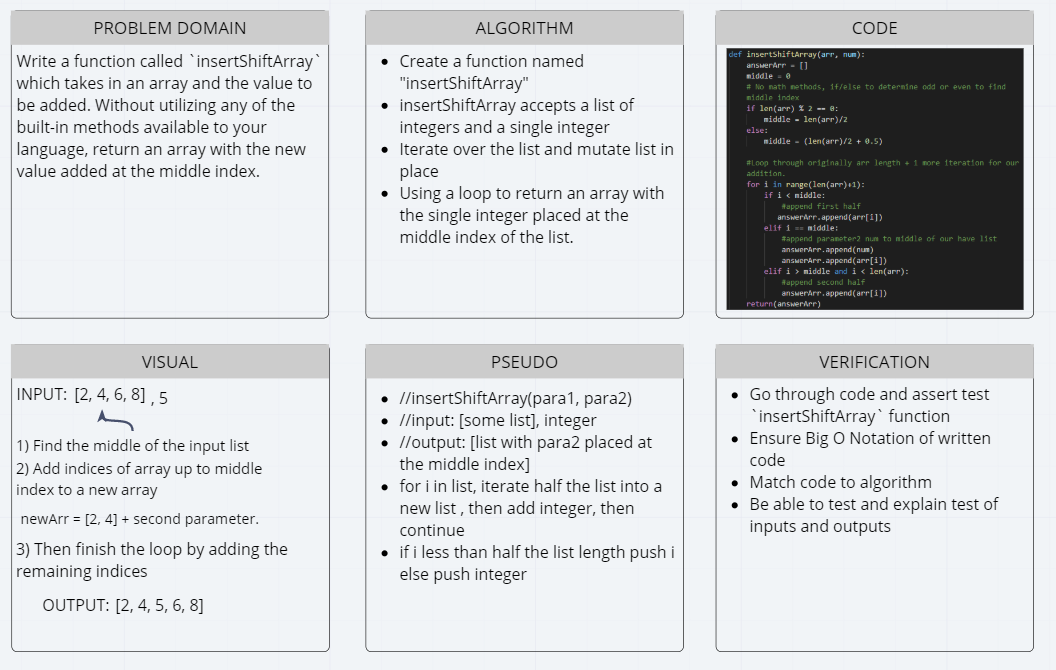 PROBLEM DOMAIN
Write a function called `insertShiftArray`
which takes in an array and the value to
be added. Without utilizing any of the
built-in methods available to your
language, return an array with the new
value added at the middle index.
ALGORITHM
• Create a function named
"insertShiftArray"
• insertShiftArray accepts a list of
integers and a single integer
• Iterate over the list and mutate list in
place
• Using a loop to return an array with
the single integer placed at the
middle index of the list.
CODE
def insertShiftArray(arr, num):
answerArr = []
middle = 0
# No math methods, if/else to determine odd or even to find
middle index
if len(arr) % 2 == 0:
middle = len(arr)/2
else:
middle = (len(arr)/2 + 0.5)
#Loop through originally arr length + 1 more iteration for our
addition.
for i in range(len(arr)+1):
if i < middle:
#append first half
answerArr.append(arr[i])
elif i == middle:
#append parameter2 num to middle of our have list
answerArr.append(num)
answerArr.append(arr[i])
elif i > middle and i < len(arr):
#append second half
answerArr.append(arr[i])
return(answerArr)
VISUAL
INPUT: [2, 4, 6, 8] , 5
1) Find the middle of the input list
2) Add indices of array up to middle
index to a new array
newArr = [2, 4] + second parameter.
3) Then finish the loop by adding the
remaining indices
OUTPUT: [2, 4, 5, 6, 8]
PSEUDO
• //insertShiftArray(para1, para2)
• //input: [some list], integer
• //output: [list with para2 placed at
the middle index]
• for i in list, iterate half the list into a
new list , then add integer, then
continue
• if i less than half the list length push i
else push integer
VERIFICATION
• Go through code and assert test
`insertShiftArray` function
• Ensure Big O Notation of written
code
• Match code to algorithm
• Be able to test and explain test of
inputs and outputs